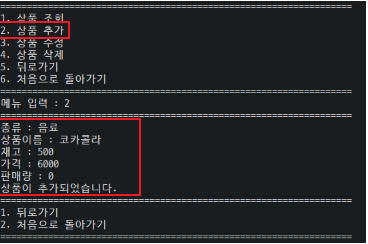 ================================================================
1. 상품 조회
2. 상품 추가
3. 상품 수정
4. 상품 삭제
5. 뒤로가기
6. 처음으로 돌아가기
================================================================
메뉴 입력 : 2
================================================================
종류 : 음료
상품이름 : 코카콜라
재고 : 500
가격 : 6000
판매량 : 0
상품이 추가되었습니다.
================================================================
1. 뒤로가기
2. 처음으로 돌아가기
================================================================